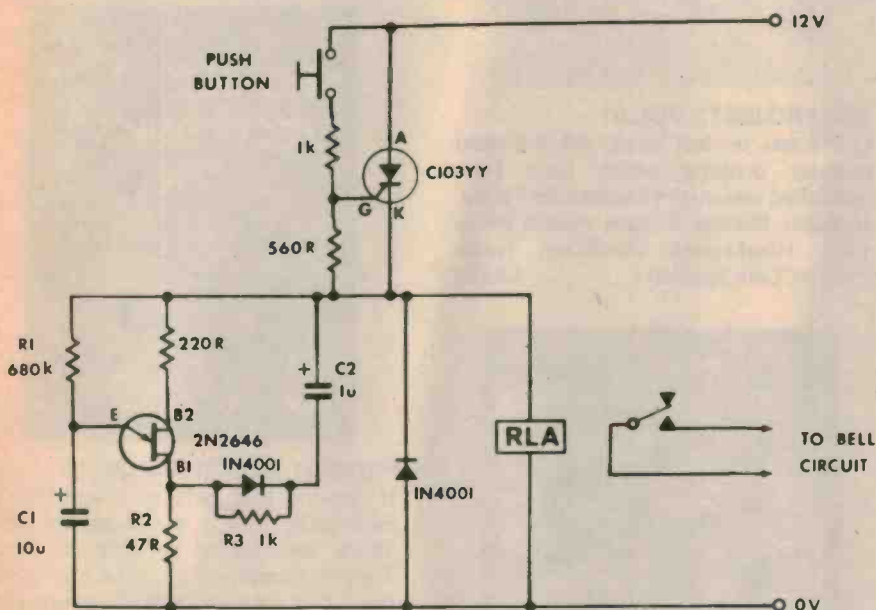 12V
PUSH
BUTTON
1k
A
C103YY
G
K
560R
R1
680k
220R
+
C2
1u
E
B2
2N2646
B1
1N4001
RLA
TO BELL
CIRCUIT
+
C1
10u
R2
47R
R3 1k
1N4001
0V